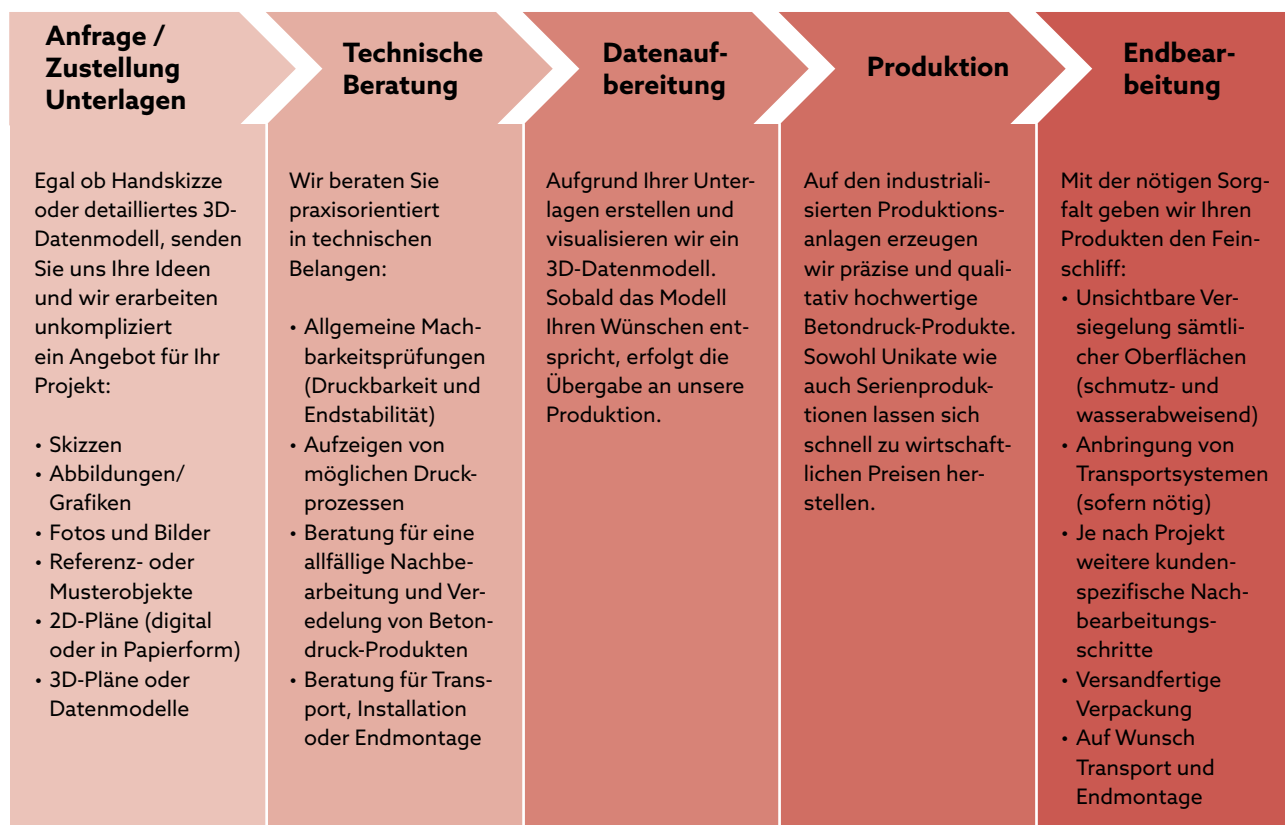 Anfrage /
Zustellung
Unterlagen
Egal ob Handskizze
oder detailliertes 3D-
Datenmodell, senden
Sie uns Ihre Ideen
und wir erarbeiten
unkompliziert
ein Angebot für Ihr
Projekt:
• Skizzen
• Abbildungen/
Grafiken
• Fotos und Bilder
• Referenz- oder
Musterobjekte
• 2D-Pläne (digital
oder in Papierform)
• 3D-Pläne oder
Datenmodelle
Technische
Beratung
Wir beraten Sie
praxisorientiert
in technischen
Belangen:
• Allgemeine Mach-
barkeitsprüfungen
(Druckbarkeit und
Endstabilität)
• Aufzeigen von
möglichen Druck-
prozessen
• Beratung für eine
allfällige Nachbe-
arbeitung und Ver-
edelung von Beton-
druck-Produkten
• Beratung für Trans-
port, Installation
oder Endmontage
Datenauf-
bereitung
Aufgrund Ihrer Unter-
lagen erstellen und
visualisieren wir ein
3D-Datenmodell.
Sobald das Modell
Ihren Wünschen ent-
spricht, erfolgt die
Übergabe an unsere
Produktion.
Produktion
Auf den industriali-
sierten Produktions-
anlagen erzeugen
wir präzise und quali-
tativ hochwertige
Betondruck-Produkte.
Sowohl Unikate wie
auch Serienproduk-
tionen lassen sich
schnell zu wirtschaft-
lichen Preisen her-
stellen.
Endbear-
beitung
Mit der nötigen Sorg-
falt geben wir Ihren
Produkten den Fein-
schliff:
• Unsichtbare Ver-
siegelung sämtli-
cher Oberflächen
(schmutz- und
wasserabweisend)
• Anbringung von
Transportsystemen
(sofern nötig)
• Je nach Projekt
weitere kunden-
spezifische Nach-
bearbeitungs-
schritte
• Versandfertige
Verpackung
• Auf Wunsch
Transport und
Endmontage